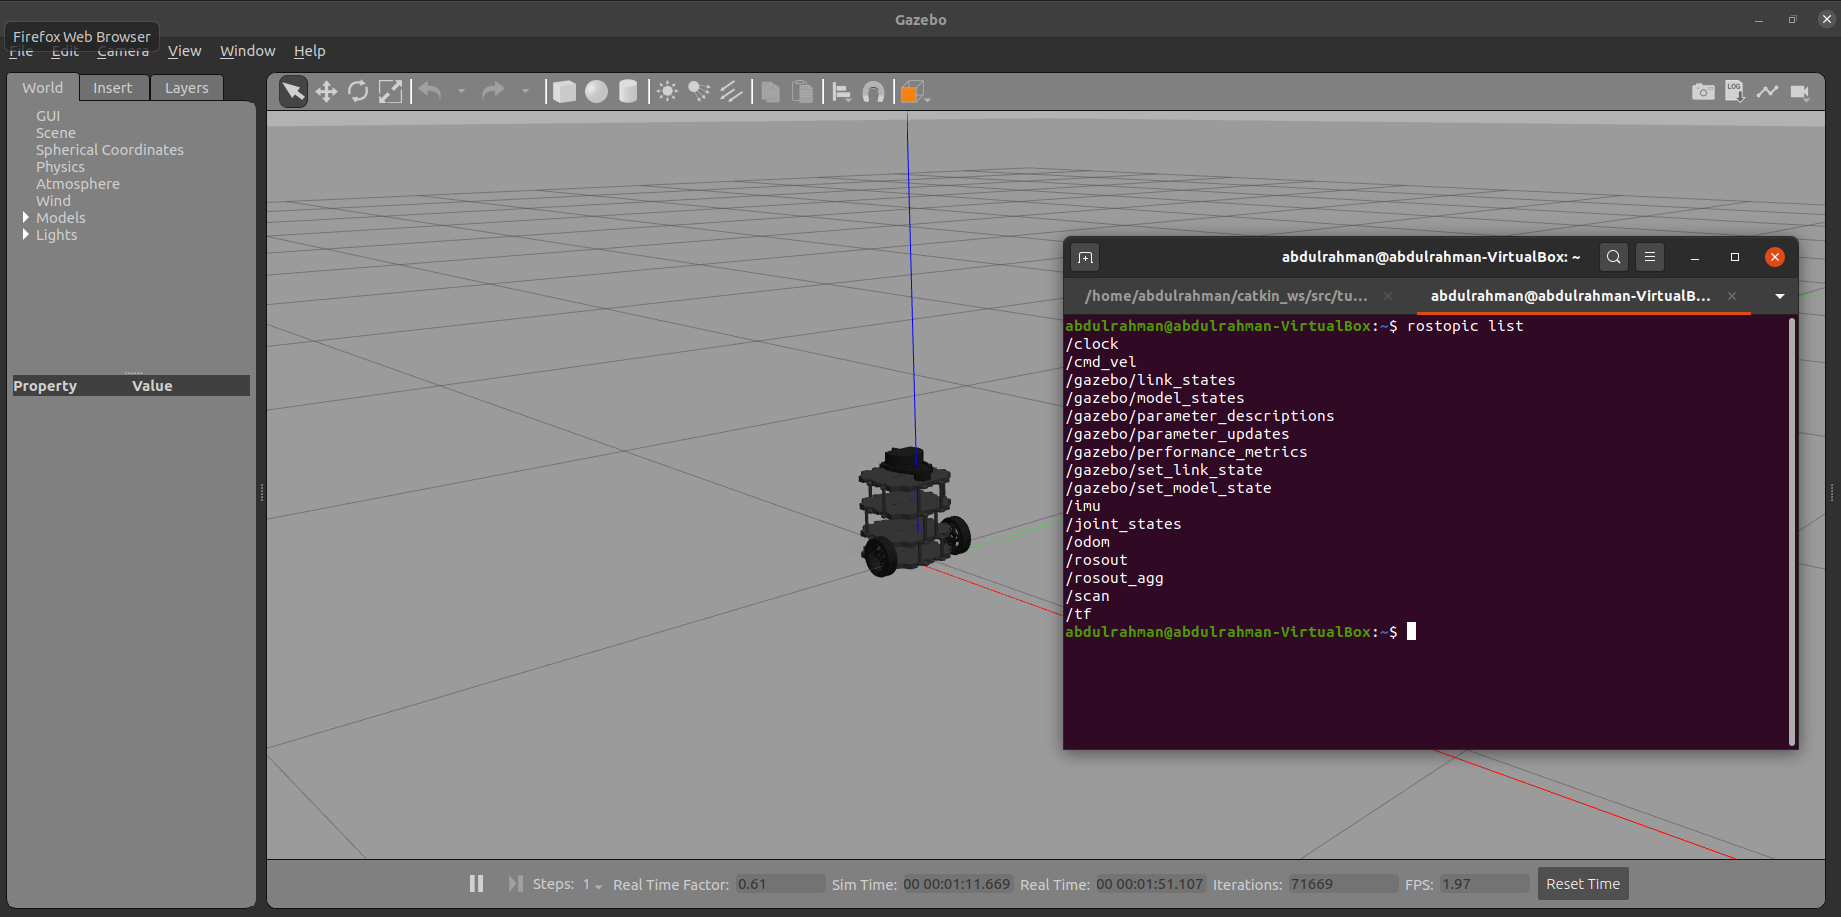 Gazebo
Firefox Web Browser
File Edit Camera View Window Help
World Insert Layers
GUI
Scene
Spherical Coordinates
Physics
Atmosphere
Wind
Models
Lights
Property Value
LOG
abdulrahman@abdulrahman-VirtualBox: ~
/home/abdulrahman/catkin_ws/src/tu... abdulrahman@abdulrahman-VirtualB...
abdulrahman@abdulrahman-VirtualBox:~$ rostopic list
/clock
/cmd_vel
/gazebo/link_states
/gazebo/model_states
/gazebo/parameter_descriptions
/gazebo/parameter_updates
/gazebo/performance_metrics
/gazebo/set_link_state
/gazebo/set_model_state
/imu
/joint_states
/odom
/rosout
/rosout_agg
/scan
/tf
abdulrahman@abdulrahman-VirtualBox:~$
Steps: 1 Real Time Factor: 0.61 Sim Time: 00 00:01:11.669 Real Time: 00 00:01:51.107 Iterations: 71669 FPS: 1.97 Reset Time